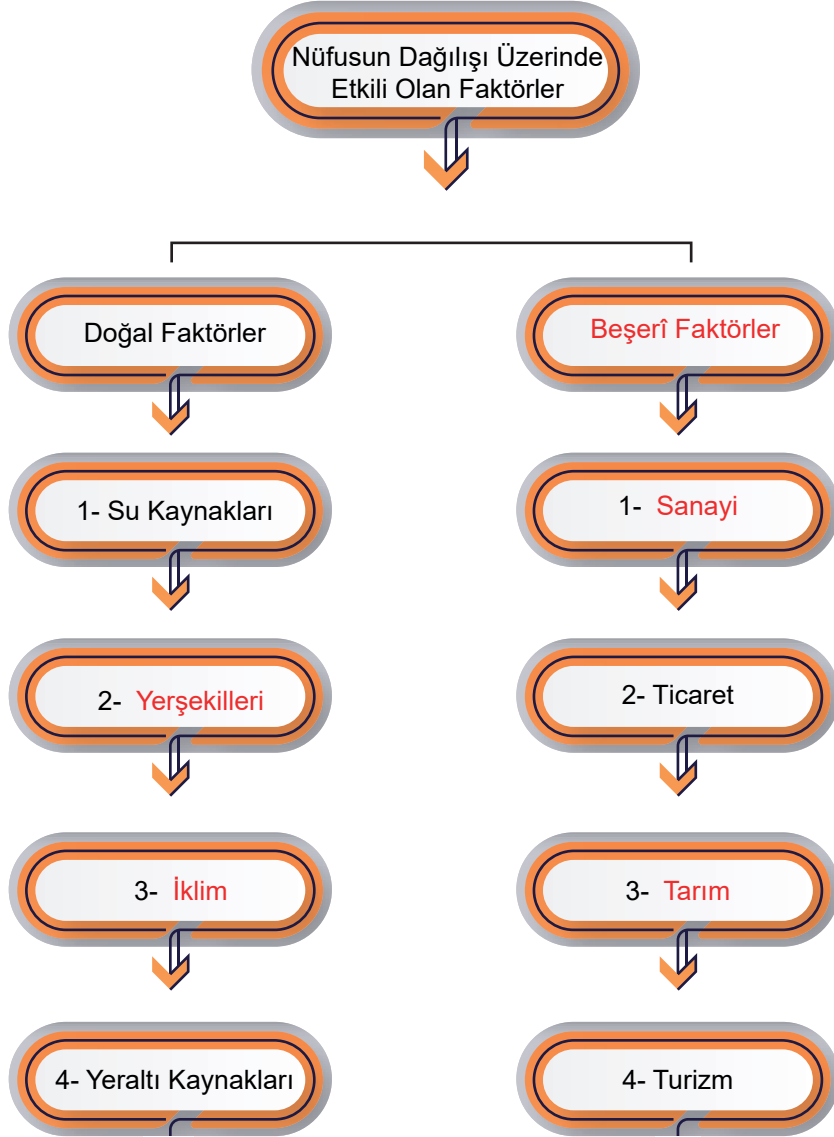 Nüfusun Dağılışı Üzerinde
Etkili Olan Faktörler
Doğal Faktörler
Beşerî Faktörler
1- Su Kaynakları
1- Sanayi
2- Yerşekilleri
2- Ticaret
3- İklim
3- Tarım
4- Yeraltı Kaynakları
4- Turizm